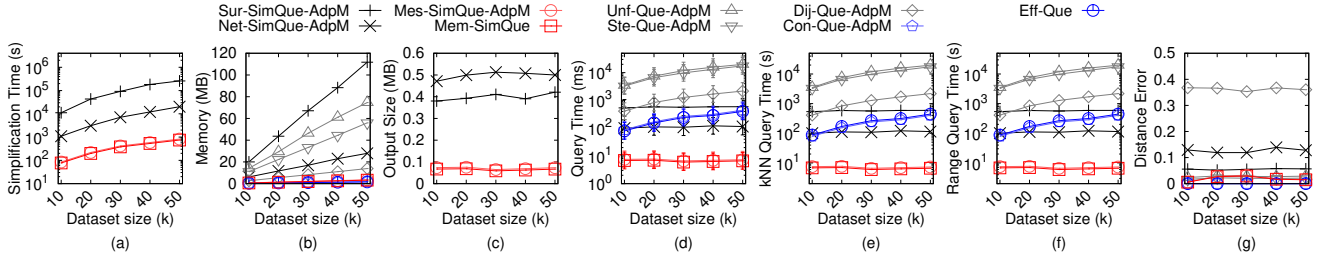 Sur-SimQue-AdpM Mes-SimQue-AdpM Unf-Que-AdpM Dij-Que-AdpM Eff-Que
Net-SimQue-AdpM Mem-SimQue Ste-Que-AdpM Con-Que-AdpM
Simplification Time (s)
10^6
10^5
10^4
10^3
10^2
10^1
10 20 30 40 50
Dataset size (k)
(a)
Memory (MB)
120
100
80
60
40
20
0
10 20 30 40 50
Dataset size (k)
(b)
Output Size (MB)
0.6
0.5
0.4
0.3
0.2
0.1
0
10 20 30 40 50
Dataset size (k)
(c)
Query Time (ms)
10^4
10^3
10^2
10^1
10^0
10 20 30 40 50
Dataset size (k)
(d)
kNN Query Time (s)
10^4
10^3
10^2
10^1
10 20 30 40 50
Dataset size (k)
(e)
Range Query Time (s)
10^4
10^3
10^2
10^1
10 20 30 40 50
Dataset size (k)
(f)
Distance Error
0.5
0.4
0.3
0.2
0.1
0
10 20 30 40 50
Dataset size (k)
(g)